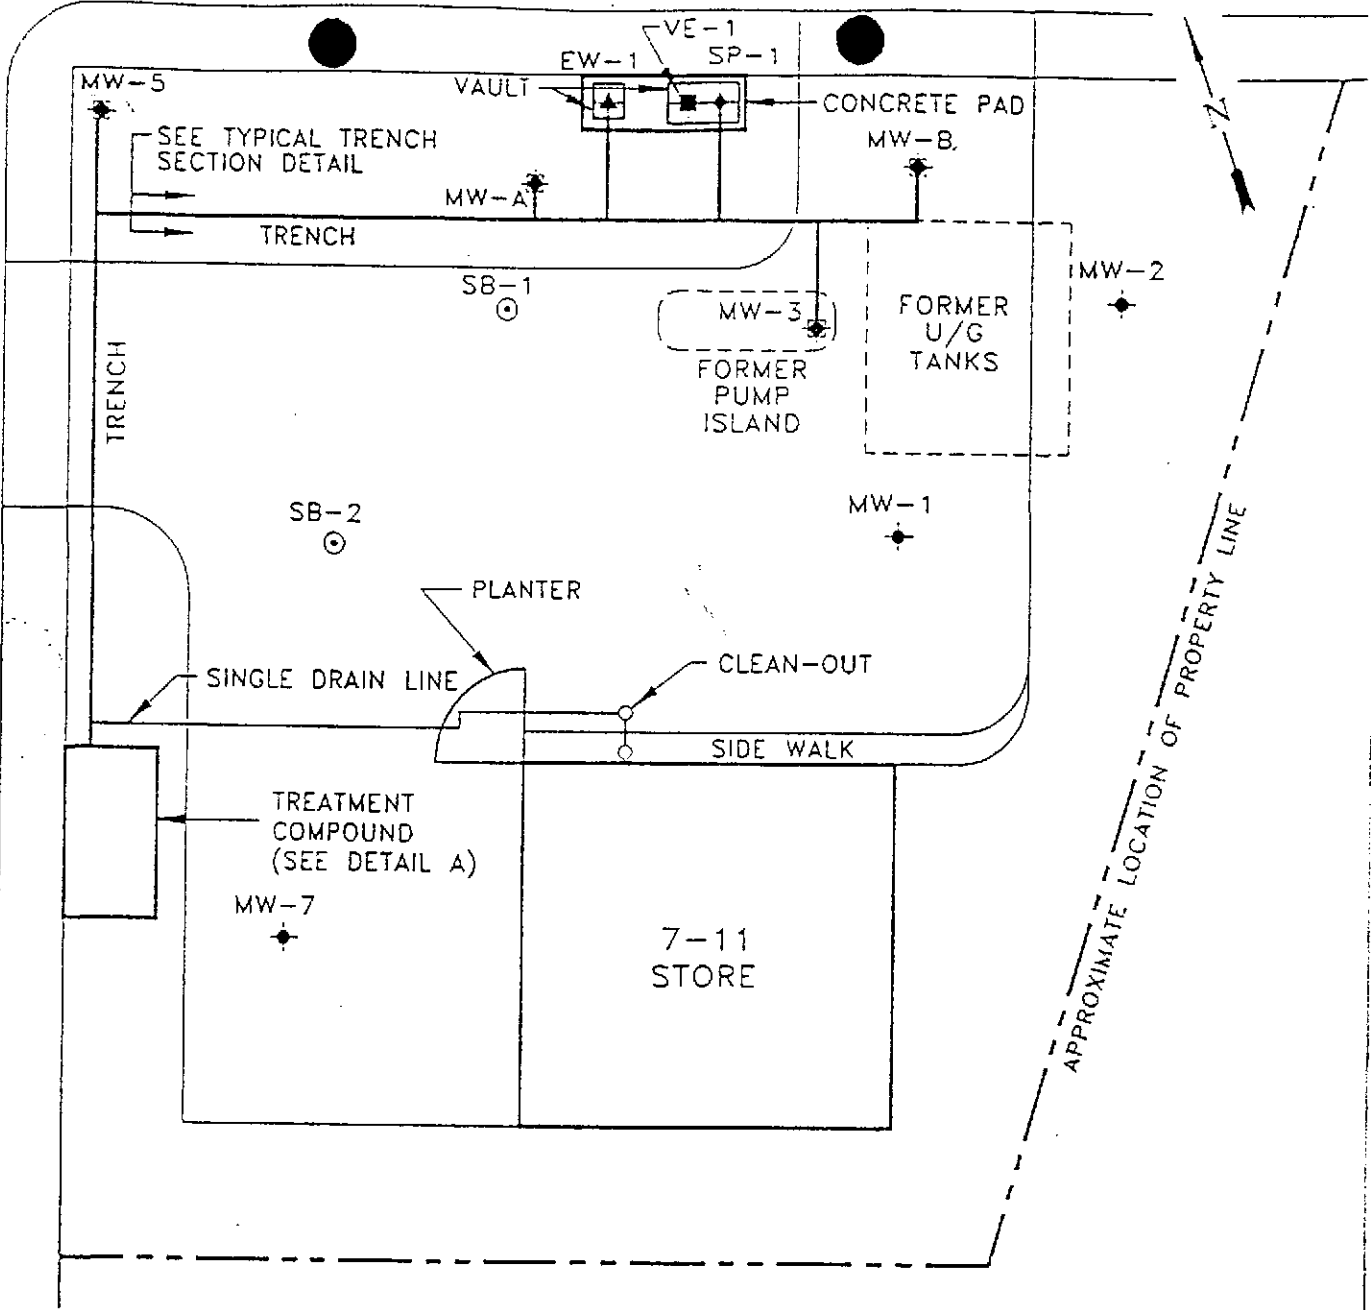 VE-1
EW-1
SP-1
MW-5
VAULT
CONCRETE PAD
SEE TYPICAL TRENCH
SECTION DETAIL
MW-B
MW-A
N
TRENCH
SB-1
MW-2
MW-3
FORMER
U/G
TANKS
FORMER
PUMP
ISLAND
TRENCH
SB-2
MW-1
PLANTER
SINGLE DRAIN LINE
CLEAN-OUT
SIDE WALK
APPROXIMATE LOCATION OF PROPERTY LINE
TREATMENT
COMPOUND
(SEE DETAIL A)
MW-7
7-11
STORE